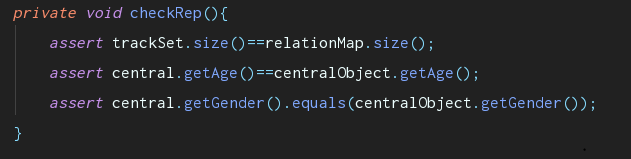 private void checkRep(){
assert trackSet.size()==relationMap.size();
assert central.getAge()==centralObject.getAge();
assert central.getGender().equals(centralObject.getGender());
}